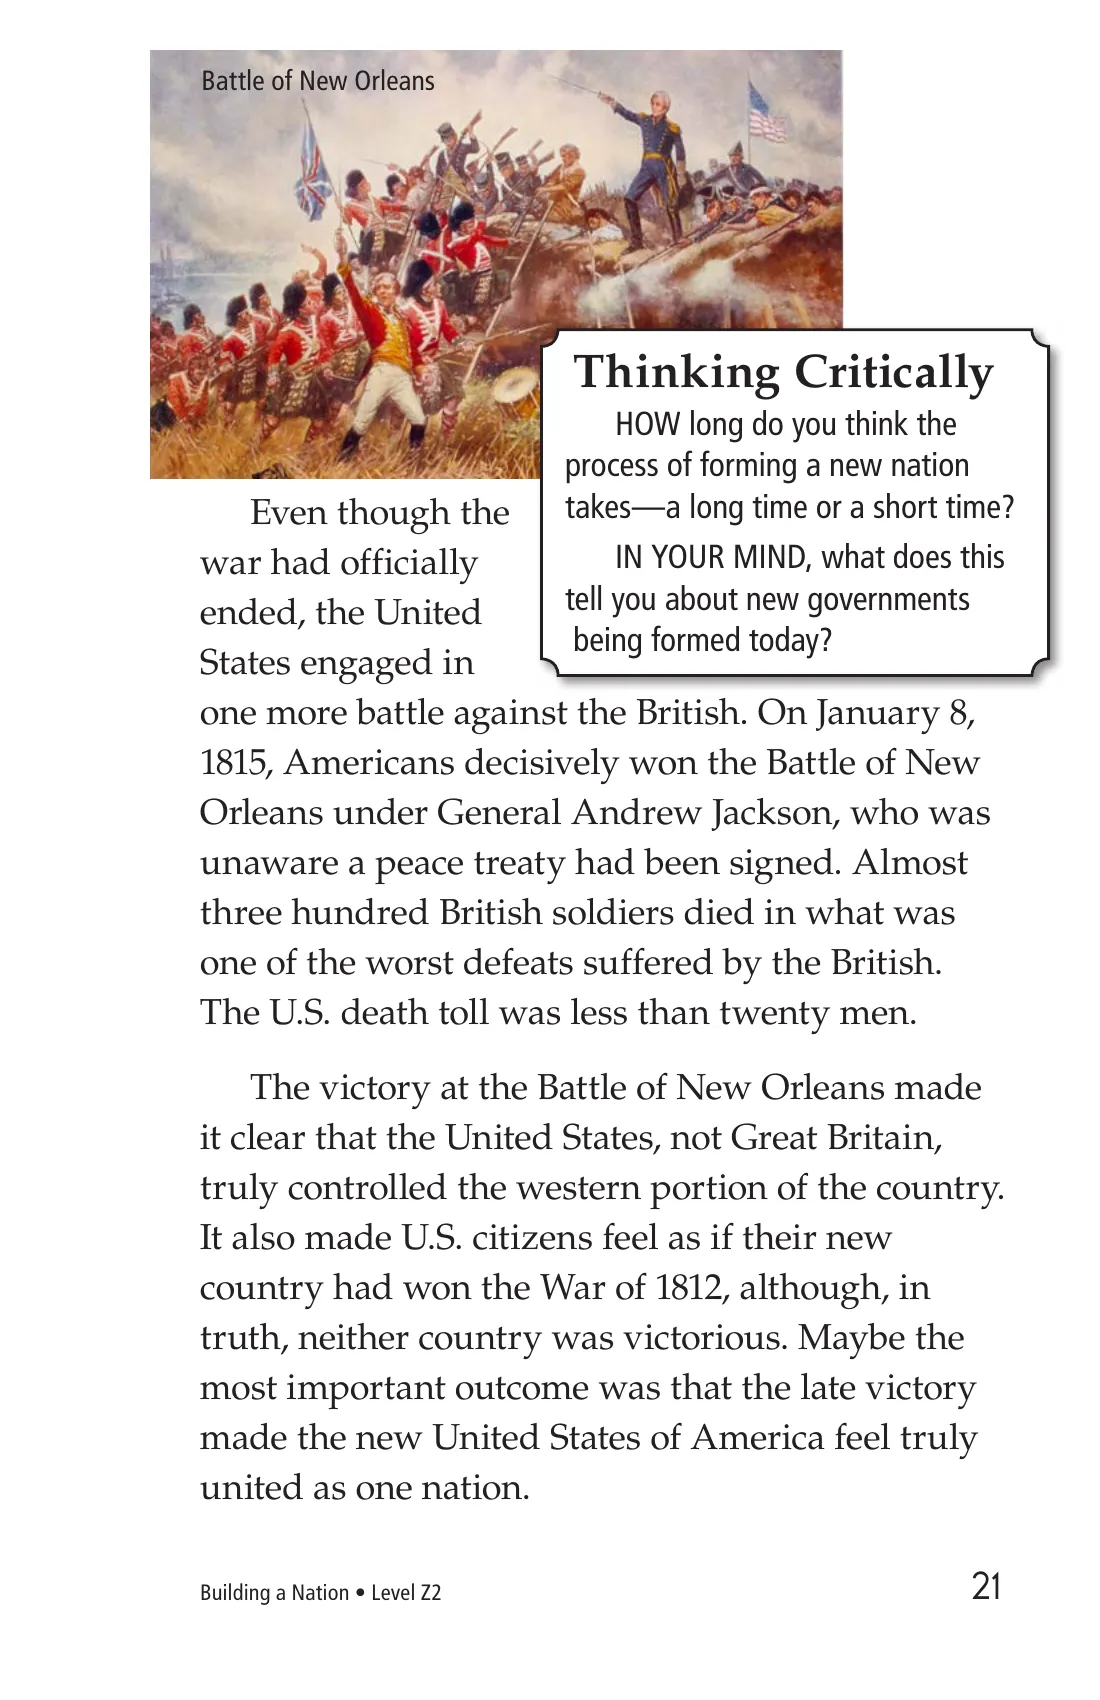 Battle of New Orleans
Thinking Critically
HOW long do you think the
process of forming a new nation
takes—a long time or a short time?
IN YOUR MIND, what does this
tell you about new governments
being formed today?
Even though the
war had officially
ended, the United
States engaged in
one more battle against the British. On January 8,
1815, Americans decisively won the Battle of New
Orleans under General Andrew Jackson, who was
unaware a peace treaty had been signed. Almost
three hundred British soldiers died in what was
one of the worst defeats suffered by the British.
The U.S. death toll was less than twenty men.
The victory at the Battle of New Orleans made
it clear that the United States, not Great Britain,
truly controlled the western portion of the country.
It also made U.S. citizens feel as if their new
country had won the War of 1812, although, in
truth, neither country was victorious. Maybe the
most important outcome was that the late victory
made the new United States of America feel truly
united as one nation.
Building a Nation • Level Z2
21